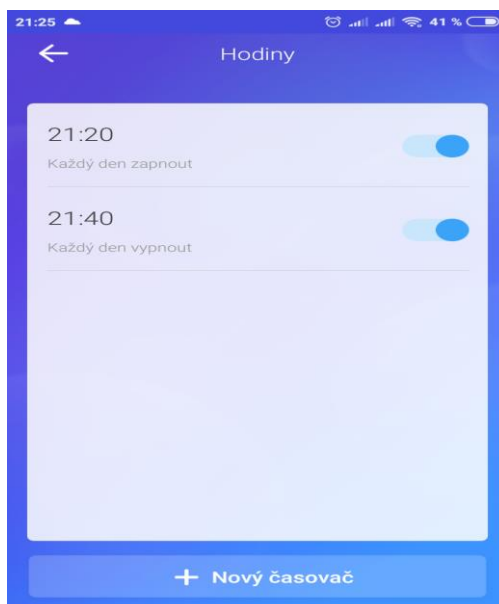 21:25 41 %
Hodiny
21:20
Každý den zapnout
21:40
Každý den vypnout
+ Nový časovač